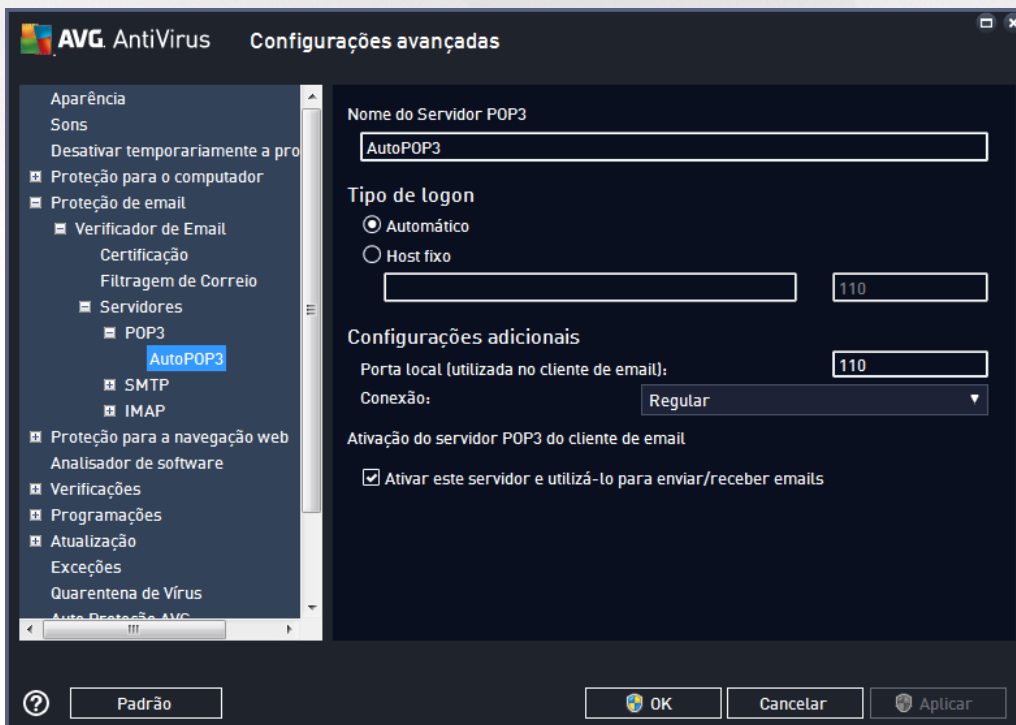 AVG AntiVirus
Configurações avançadas
Aparência
Sons
Desativar temporariamente a pro
Proteção para o computador
Proteção de email
Verificador de Email
Certificação
Filtragem de Correio
Servidores
POP3
AutoPOP3
SMTP
IMAP
Proteção para a navegação web
Analisador de software
Verificações
Programações
Atualização
Exceções
Quarentena de Vírus
Auto Proteção AVG
Nome do Servidor POP3
AutoPOP3
Tipo de logon
Automático
Host fixo
110
Configurações adicionais
Porta local (utilizada no cliente de email): 110
Conexão: Regular
Ativação do servidor POP3 do cliente de email
Ativar este servidor e utilizá-lo para enviar/receber emails
? Padrão OK Cancelar Aplicar